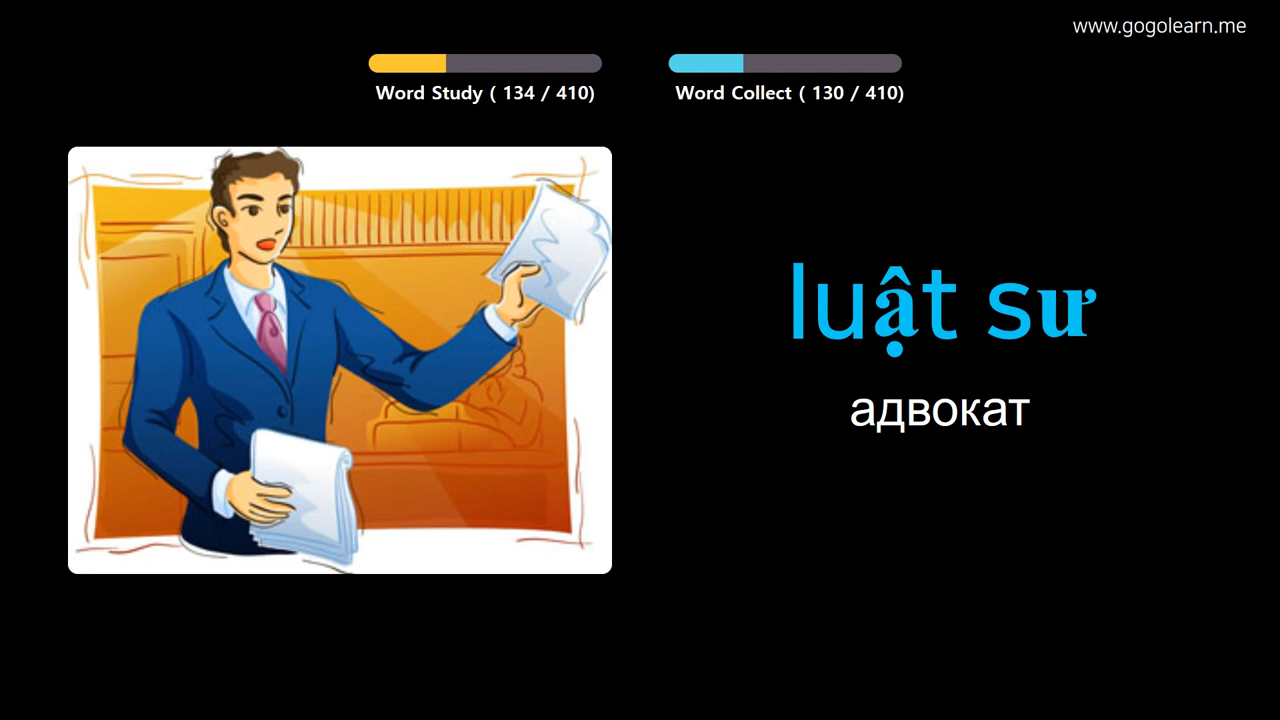 www.gogolearn.me
Word Study ( 134 / 410)
Word Collect ( 130 / 410)
luật sư
адвокат